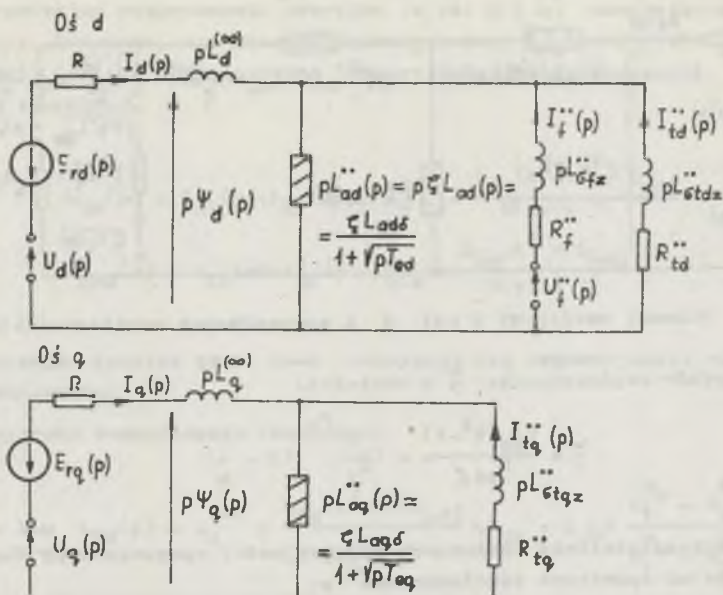 Oś d
R
I_d(p)
pL_d^(∞)
E_rd(p)
U_d(p)
pΨ_d(p)
pL¨_ad(p) = pζL_ad(p) =
= ζL_adδ / (1+√pT_ed)
I¨_f(p)
pL¨_σfz
R¨_f
U¨_f(p)
I¨_td(p)
pL¨_σtdz
R¨_td
Oś q
R
I_q(p)
pL_q^(∞)
E_rq(p)
U_q(p)
pΨ_q(p)
pL¨_aq(p) ≃
= ζL_aqδ / (1+√pT_eq)
I¨_tq(p)
pL¨_σtqz
R¨_tq